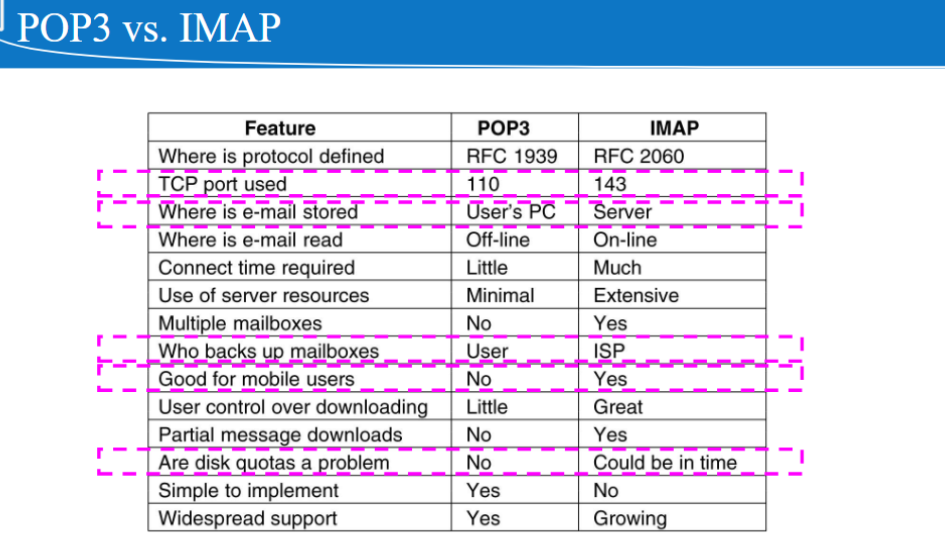 POP3 vs. IMAP
Feature POP3 IMAP
Where is protocol defined RFC 1939 RFC 2060
TCP port used 110 143
Where is e-mail stored User's PC Server
Where is e-mail read Off-line On-line
Connect time required Little Much
Use of server resources Minimal Extensive
Multiple mailboxes No Yes
Who backs up mailboxes User ISP
Good for mobile users No Yes
User control over downloading Little Great
Partial message downloads No Yes
Are disk quotas a problem No Could be in time
Simple to implement Yes No
Widespread support Yes Growing